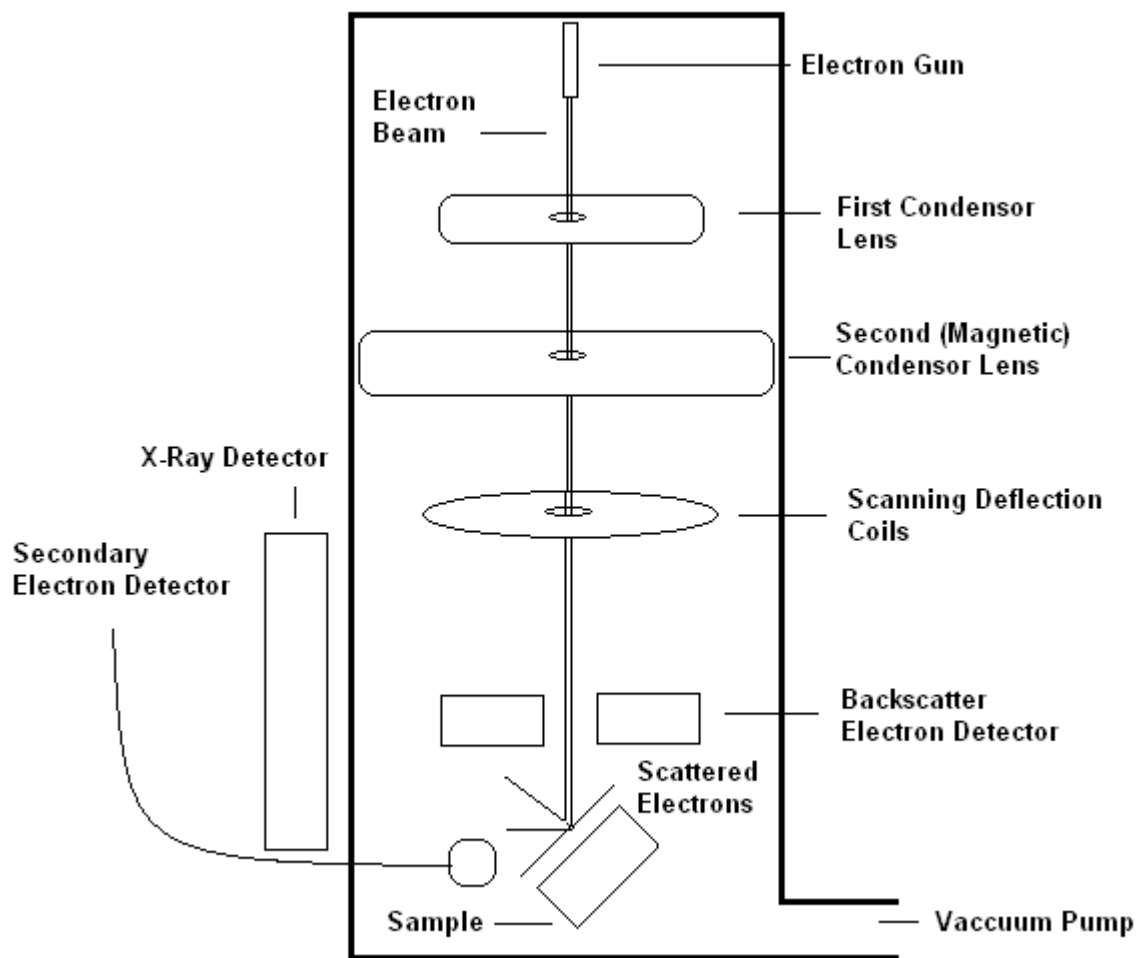 Electron Gun
Electron
Beam
First Condensor
Lens
Second (Magnetic)
Condensor Lens
X-Ray Detector
Scanning Deflection
Coils
Secondary
Electron Detector
Backscatter
Electron Detector
Scattered
Electrons
Sample
Vaccuum Pump